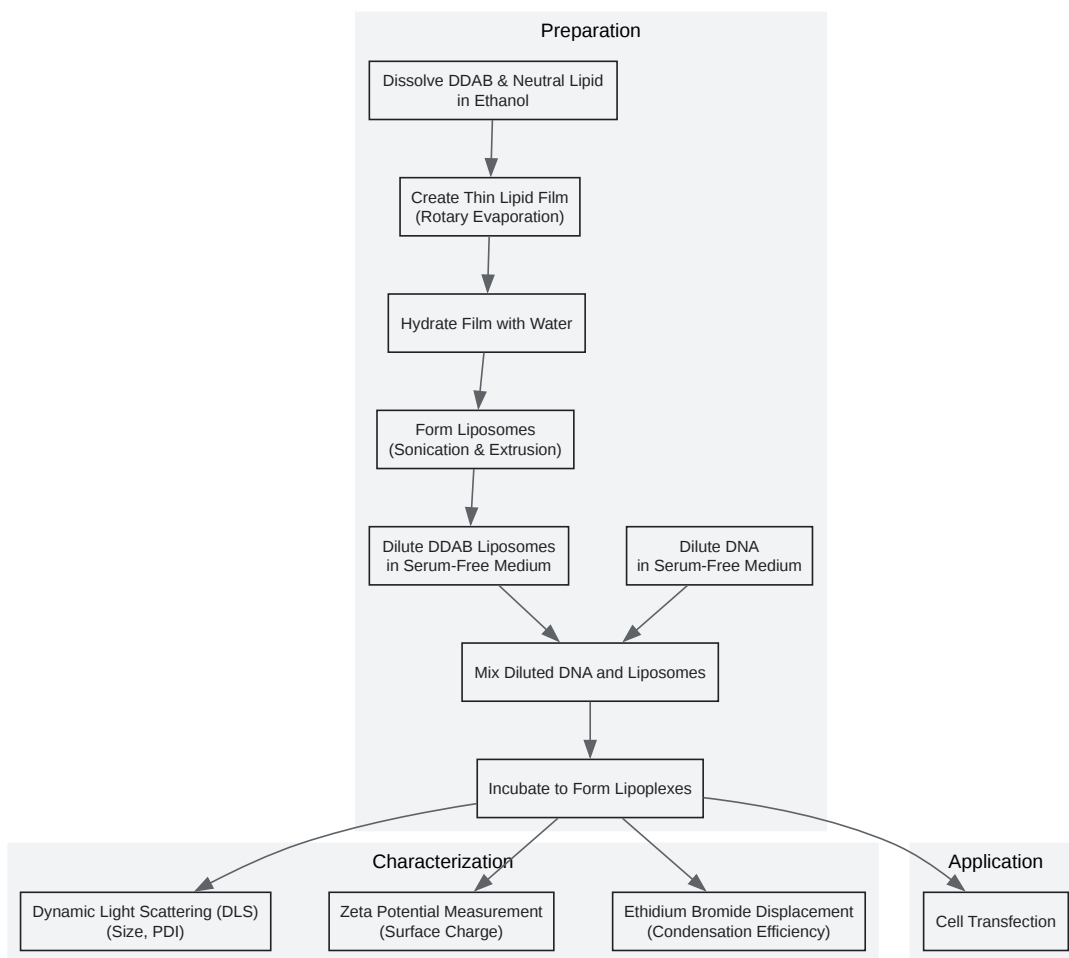 Preparation
Dissolve DDAB & Neutral Lipid
in Ethanol
Create Thin Lipid Film
(Rotary Evaporation)
Hydrate Film with Water
Form Liposomes
(Sonication & Extrusion)
Dilute DDAB Liposomes
in Serum-Free Medium
Dilute DNA
in Serum-Free Medium
Mix Diluted DNA and Liposomes
Incubate to Form Lipoplexes
Characterization
Dynamic Light Scattering (DLS)
(Size, PDI)
Zeta Potential Measurement
(Surface Charge)
Ethidium Bromide Displacement
(Condensation Efficiency)
Application
Cell Transfection